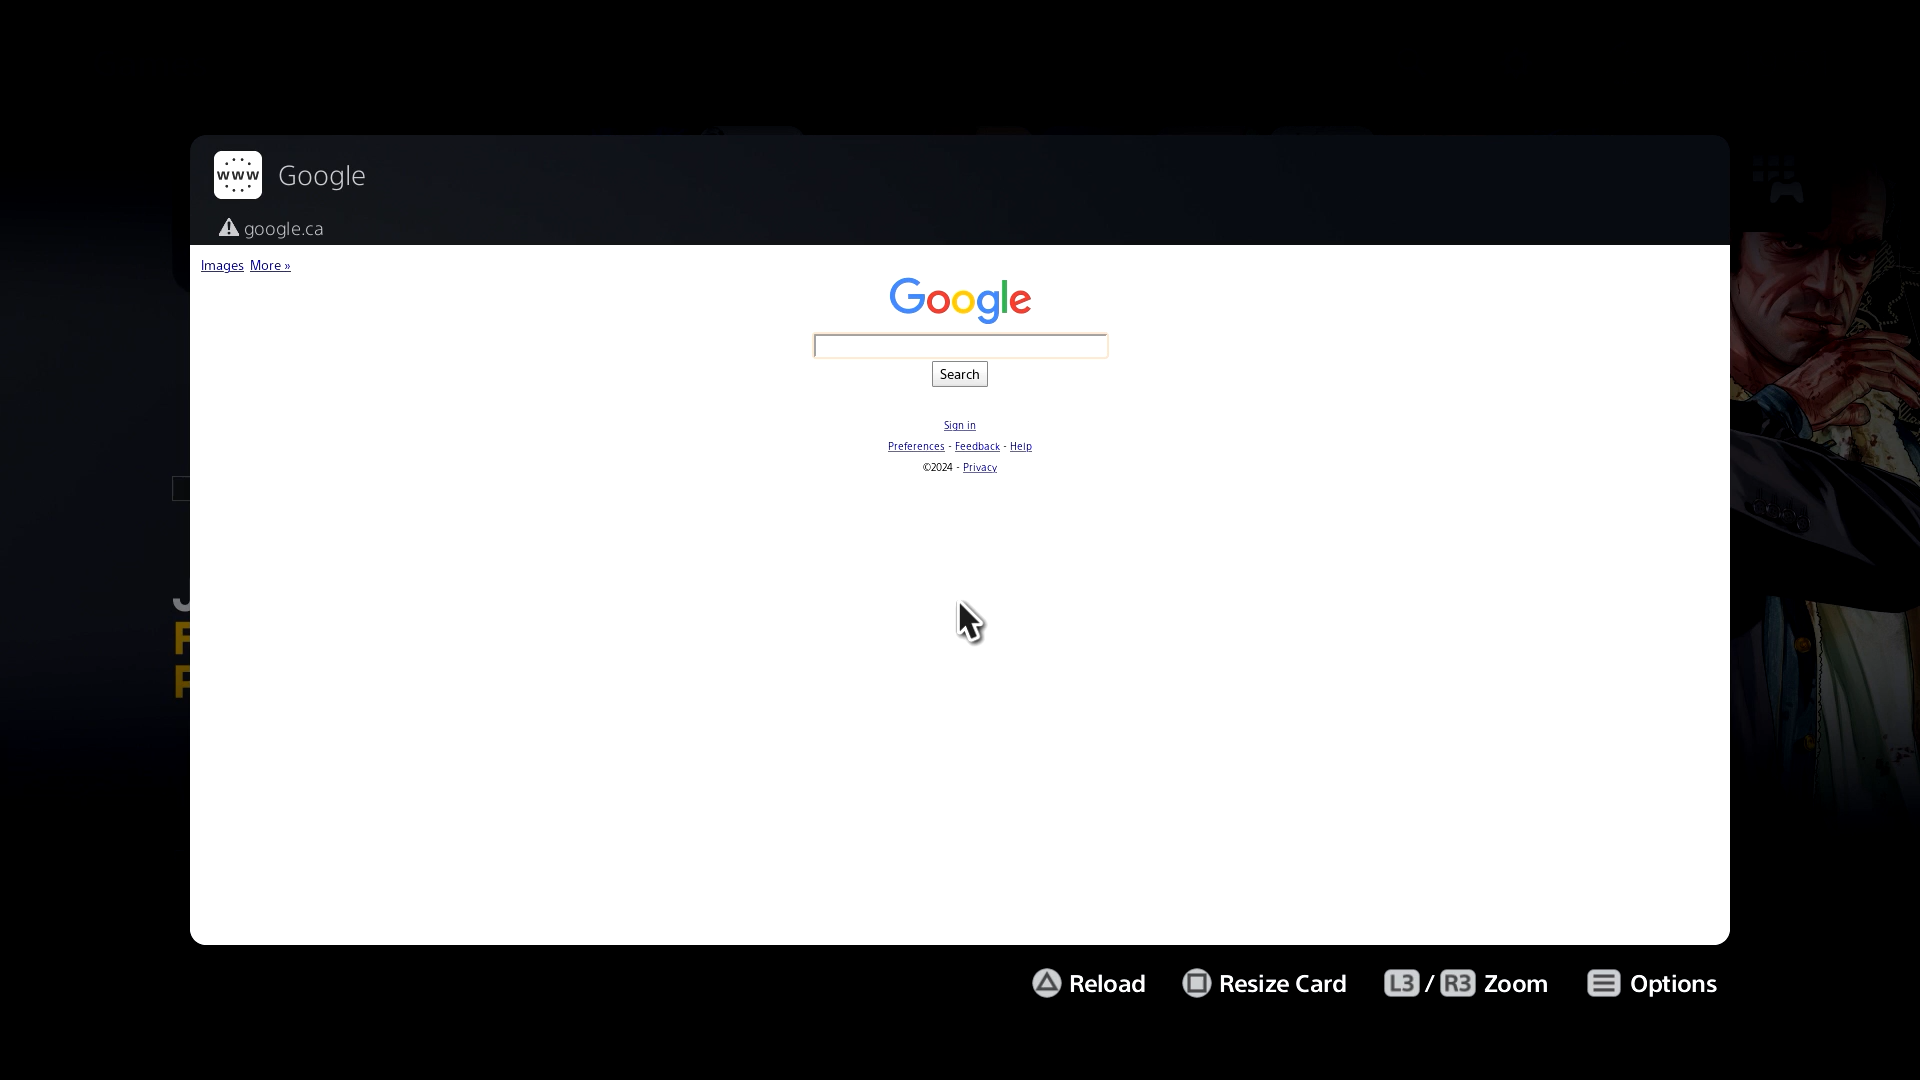 www Google
google.ca
Images More »
Google
Search
Sign in
Preferences - Feedback - Help
©2024 - Privacy
J
F
F
Reload Resize Card L3 / R3 Zoom Options